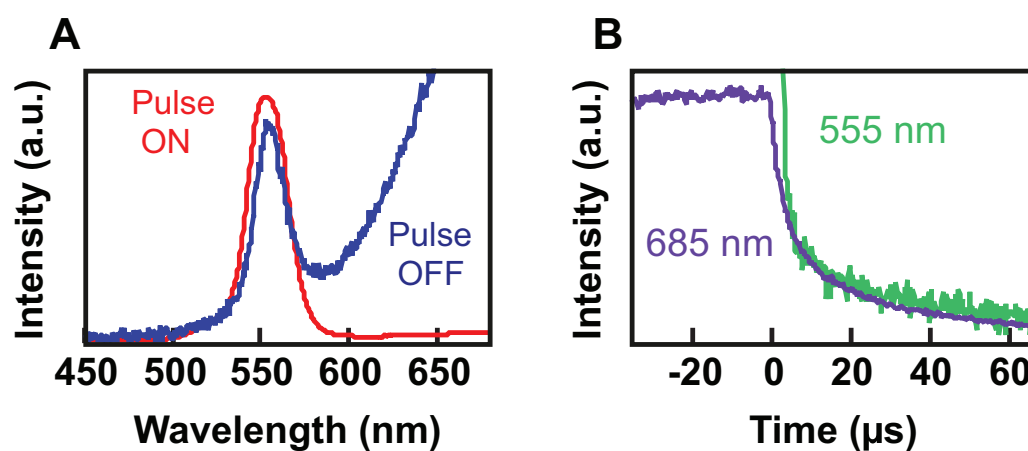 A
Intensity (a.u.)
Pulse
ON
Pulse
OFF
450 500 550 600 650
Wavelength (nm)
B
Intensity (a.u.)
555 nm
685 nm
-20 0 20 40 60
Time (µs)